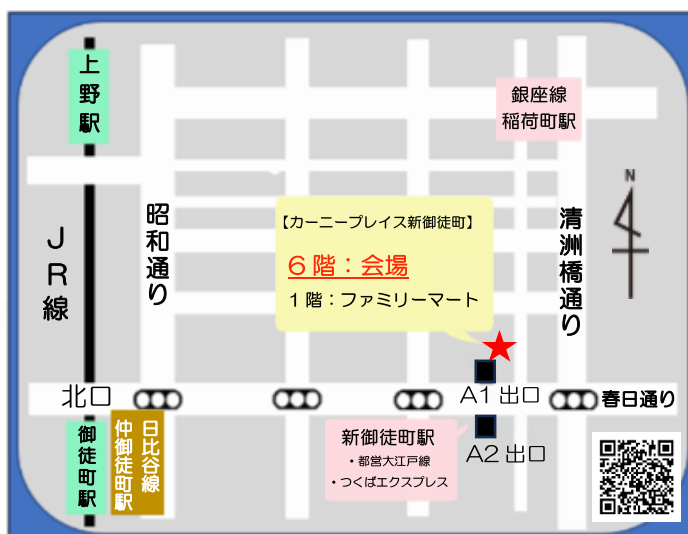 上野駅
銀座線
稲荷町駅
N
昭和通り
JR線
【カーニープレイス新御徒町】
6階：会場
1階：ファミリーマート
清洲橋通り
北口
A1出口
春日通り
御徒町駅
日比谷線
仲御徒町駅
新御徒町駅
・都営大江戸線
・つくばエクスプレス
A2出口